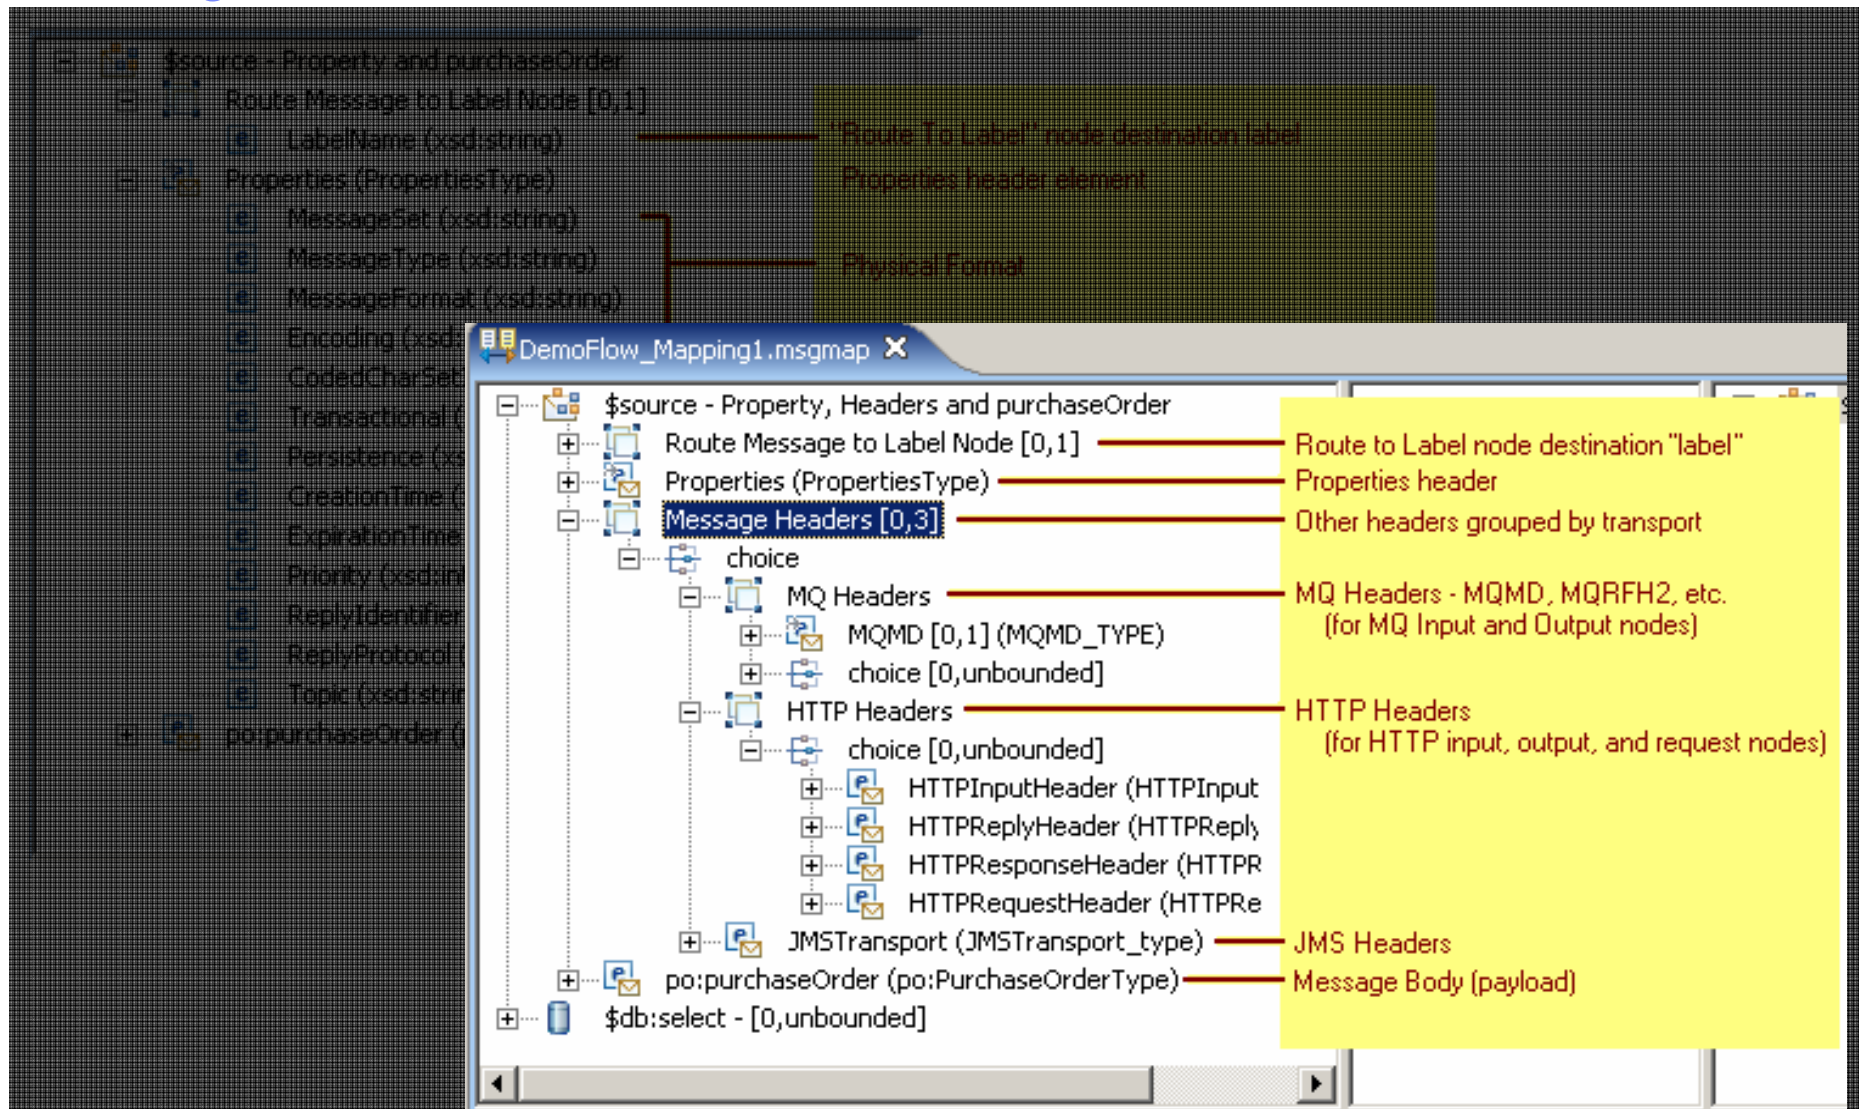 $source - Property and purchaseOrder
Route Message to Label Node [0,1]
LabelName (xsd:string)
"Route To Label" node destination label
Properties (PropertiesType)
Properties header element
MessageSet (xsd:string)
MessageType (xsd:string)
Physical Format
MessageFormat (xsd:string)
Encoding (xsd:
CodedCharSet
Transactional (
Persistence (xs
CreationTime (
ExpirationTime
Priority (xsd:in
ReplyIdentifier
ReplyProtocol (
Topic (xsd:strin
po:purchaseOrder (
DemoFlow_Mapping1.msgmap
$source - Property, Headers and purchaseOrder
Route Message to Label Node [0,1]
Route to Label node destination "label"
Properties (PropertiesType)
Properties header
Message Headers [0,3]
Other headers grouped by transport
choice
MQ Headers
MQ Headers - MQMD, MQRFH2, etc.
(for MQ Input and Output nodes)
MQMD [0,1] (MQMD_TYPE)
choice [0,unbounded]
HTTP Headers
HTTP Headers
(for HTTP input, output, and request nodes)
choice [0,unbounded]
HTTPInputHeader (HTTPInput
HTTPReplyHeader (HTTPReply
HTTPResponseHeader (HTTPR
HTTPRequestHeader (HTTPRe
JMSTransport (JMSTransport_type)
JMS Headers
po:purchaseOrder (po:PurchaseOrderType)
Message Body (payload)
$db:select - [0,unbounded]